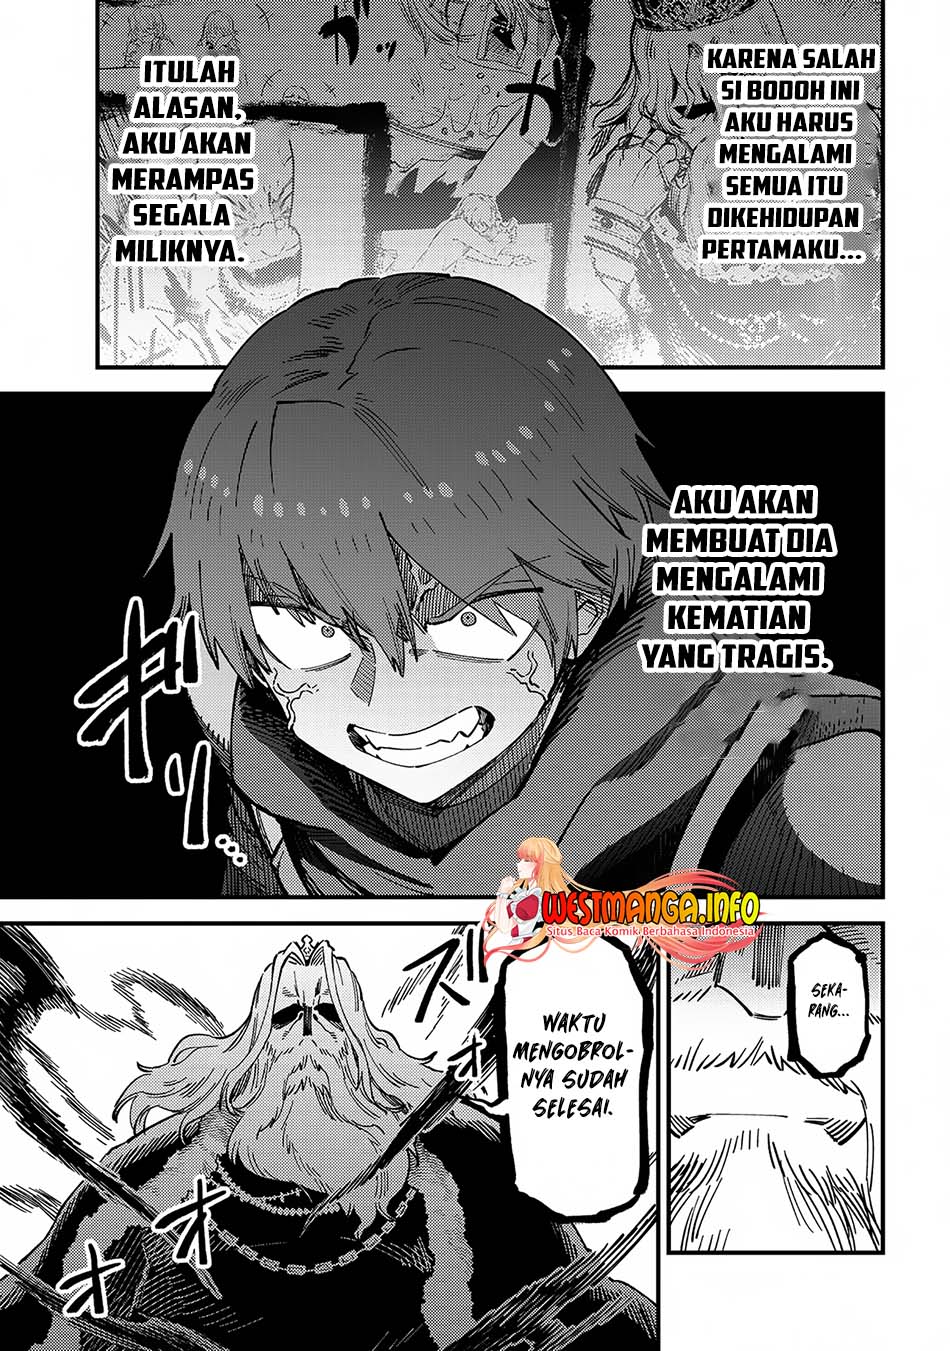 KARENA SALAH
SI BODOH INI
AKU HARUS
MENGALAMI
SEMUA ITU
DIKEHIDUPAN
PERTAMAKU...
ITULAH
ALASAN,
AKU AKAN
MERAMPAS
SEGALA
MILIKNYA.
AKU AKAN
MEMBUAT DIA
MENGALAMI
KEMATIAN
YANG TRAGIS.
WESTMANGA.INFO
Situs Baca Komik Berbahasa Indonesia
SEKA-
RANG...
WAKTU
MENGOBROL-
NYA SUDAH
SELESAI.
ズ
オオ